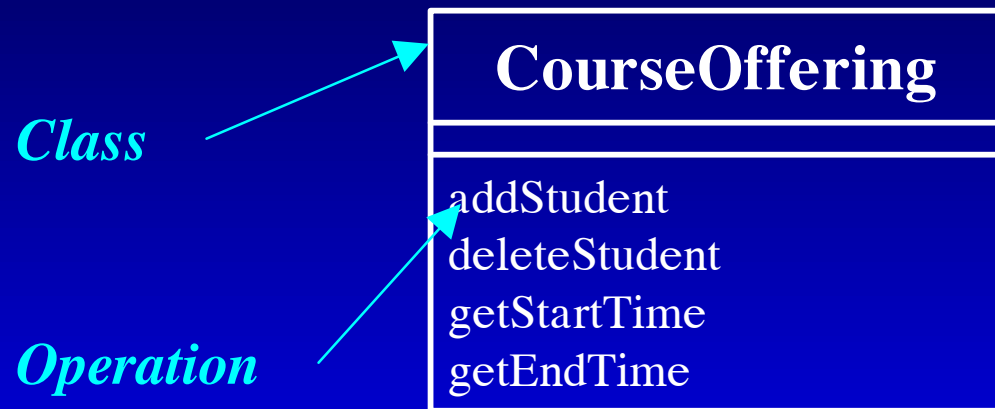 CourseOffering
Class
addStudent
deleteStudent
getStartTime
Operation
getEndTime